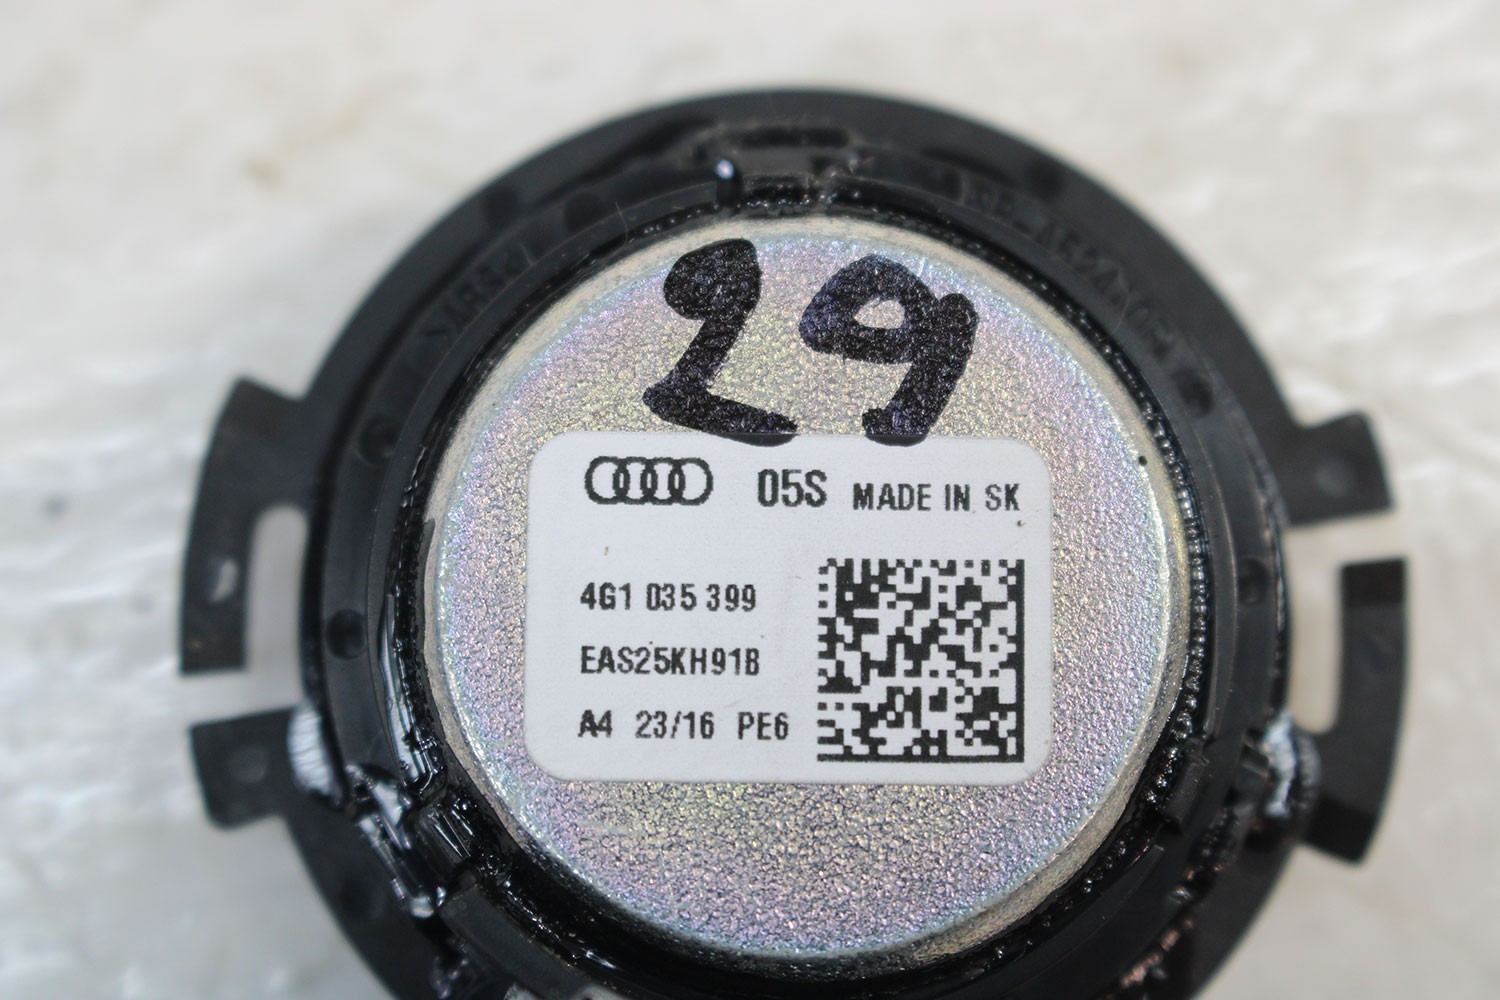 29
05S MADE IN SK
4G1 035 399
EAS25KH91B
A4 23/16 PE6